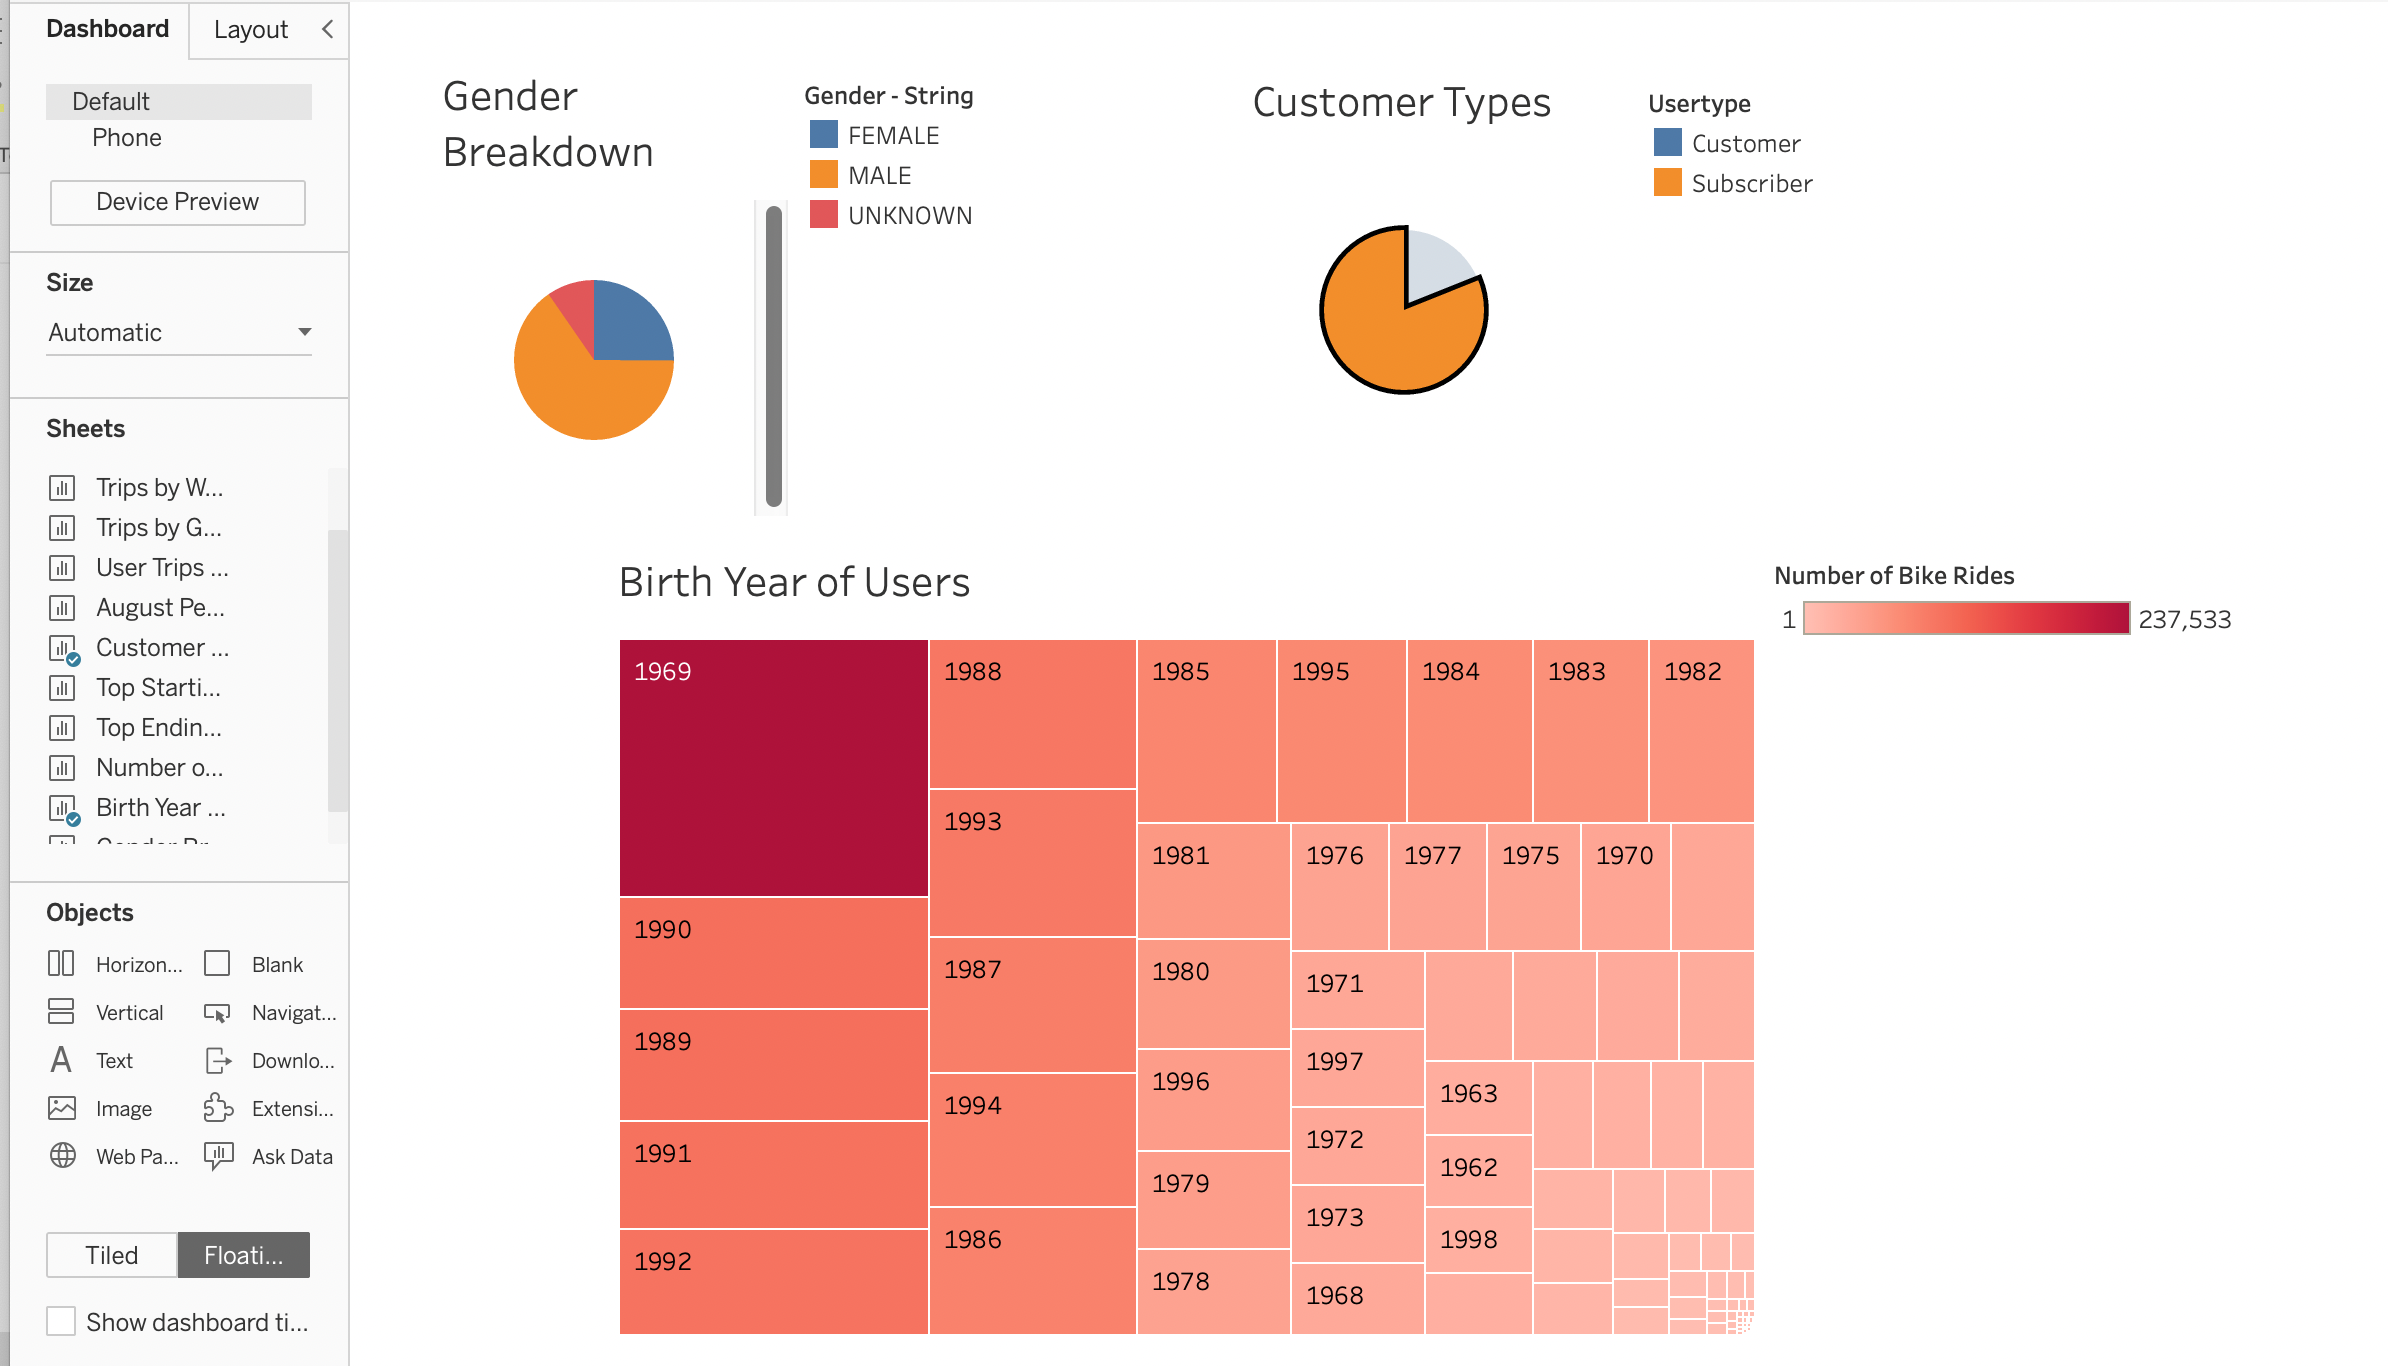 Dashboard
Layout
Default
Phone
Device Preview
Size
Automatic
Sheets
Trips by W...
Trips by G...
User Trips ...
August Pe...
Customer ...
Top Starti...
Top Endin...
Number o...
Birth Year ...
Objects
Horizon... Blank
Vertical Navigat...
Text Downlo...
Image Extensi...
Web Pa... Ask Data
Tiled Floati...
Show dashboard ti...
Gender
Breakdown
Gender - String
FEMALE
MALE
UNKNOWN
Customer Types
Usertype
Customer
Subscriber
Birth Year of Users
Number of Bike Rides
1 237,533
1969
1990
1989
1991
1992
1988
1993
1987
1994
1986
1985 1995 1984 1983 1982
1981
1980
1996
1979
1978
1976 1977 1975 1970
1971
1997
1972
1973
1968
1963
1962
1998